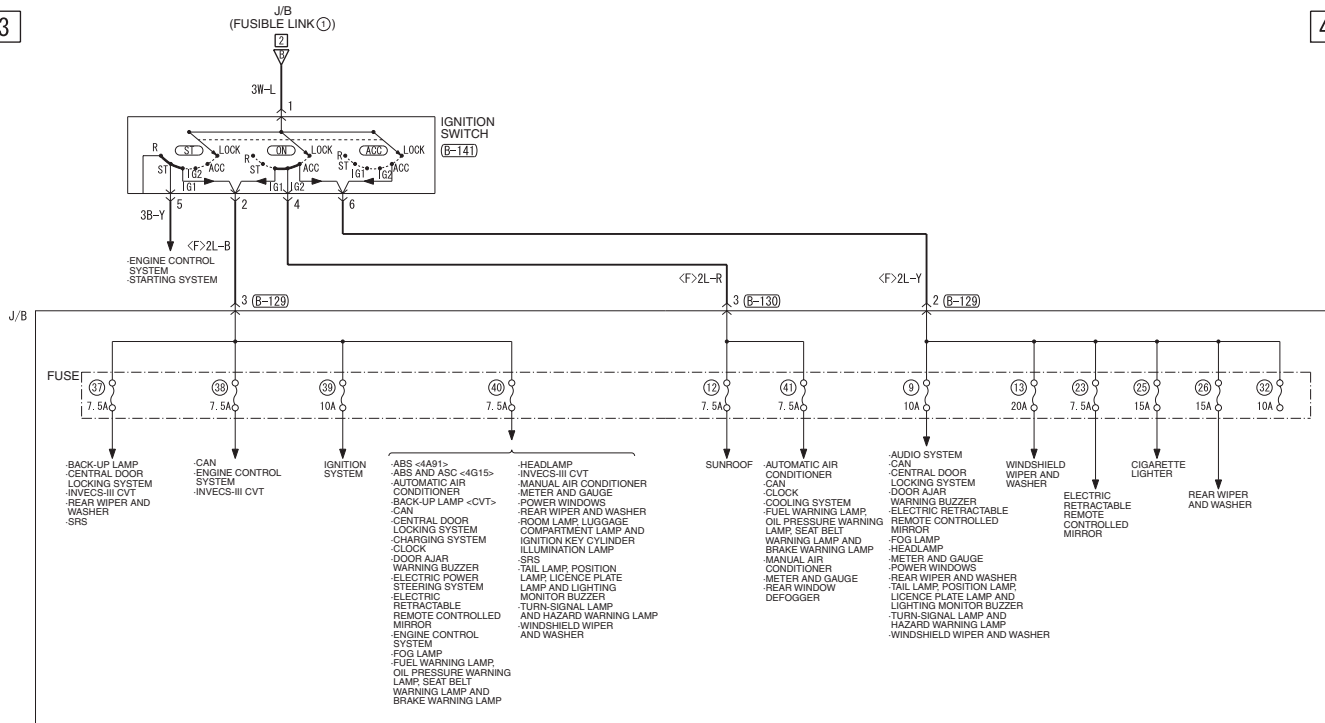 3
4
J/B
(FUSIBLE LINK①)
2
B
3W-L
1
IGNITION
SWITCH
(B-141)
R
ST
LOCK
ST
IG1
IG2
ACC
R
ON
LOCK
ST
IG1
IG2
ACC
R
ACC
LOCK
ST
IG1
IG2
ACC
5
2
4
6
3B-Y
<F>2L-B
-ENGINE CONTROL
SYSTEM
-STARTING SYSTEM
<F>2L-R
<F>2L-Y
3 (B-129)
3 (B-130)
2 (B-129)
J/B
FUSE
37
7.5A
38
7.5A
39
10A
40
7.5A
12
7.5A
41
7.5A
9
10A
13
20A
23
7.5A
25
15A
26
15A
32
10A
-BACK-UP LAMP
-CENTRAL DOOR
LOCKING SYSTEM
-INVECS-III CVT
-REAR WIPER AND
WASHER
-SRS
-CAN
-ENGINE CONTROL
SYSTEM
-INVECS-III CVT
IGNITION
SYSTEM
-ABS <4A91>
-ABS AND ASC <4G15>
-AUTOMATIC AIR
CONDITIONER
-BACK-UP LAMP <CVT>
-CAN
-CENTRAL DOOR
LOCKING SYSTEM
-CHARGING SYSTEM
-CLOCK
-DOOR AJAR
WARNING BUZZER
-ELECTRIC POWER
STEERING SYSTEM
-ELECTRIC
RETRACTABLE
REMOTE CONTROLLED
MIRROR
-ENGINE CONTROL
SYSTEM
-FOG LAMP
-FUEL WARNING LAMP,
OIL PRESSURE WARNING
LAMP, SEAT BELT
WARNING LAMP AND
BRAKE WARNING LAMP
-HEADLAMP
-INVECS-III CVT
-MANUAL AIR CONDITIONER
-METER AND GAUGE
-POWER WINDOWS
-REAR WIPER AND WASHER
-ROOM LAMP, LUGGAGE
COMPARTMENT LAMP AND
IGNITION KEY CYLINDER
ILLUMINATION LAMP
-SRS
-TAIL LAMP, POSITION
LAMP, LICENCE PLATE
LAMP AND LIGHTING
MONITOR BUZZER
-TURN-SIGNAL LAMP
AND HAZARD WARNING LAMP
-WINDSHIELD WIPER
AND WASHER
SUNROOF
-AUTOMATIC AIR
CONDITIONER
-CAN
-CLOCK
-COOLING SYSTEM
-FUEL WARNING LAMP,
OIL PRESSURE WARNING
LAMP, SEAT BELT
WARNING LAMP AND
BRAKE WARNING LAMP
-MANUAL AIR
CONDITIONER
-METER AND GAUGE
-REAR WINDOW
DEFOGGER
-AUDIO SYSTEM
-CAN
-CENTRAL DOOR
LOCKING SYSTEM
-DOOR AJAR
WARNING BUZZER
-ELECTRIC RETRACTABLE
REMOTE CONTROLLED
MIRROR
-FOG LAMP
-HEADLAMP
-METER AND GAUGE
-POWER WINDOWS
-REAR WIPER AND WASHER
-TAIL LAMP, POSITION LAMP,
LICENCE PLATE LAMP AND
LIGHTING MONITOR BUZZER
-TURN-SIGNAL LAMP AND
HAZARD WARNING LAMP
-WINDSHIELD WIPER AND WASHER
WINDSHIELD
WIPER AND
WASHER
ELECTRIC
RETRACTABLE
REMOTE
CONTROLLED
MIRROR
CIGARETTE
LIGHTER
REAR WIPER
AND WASHER